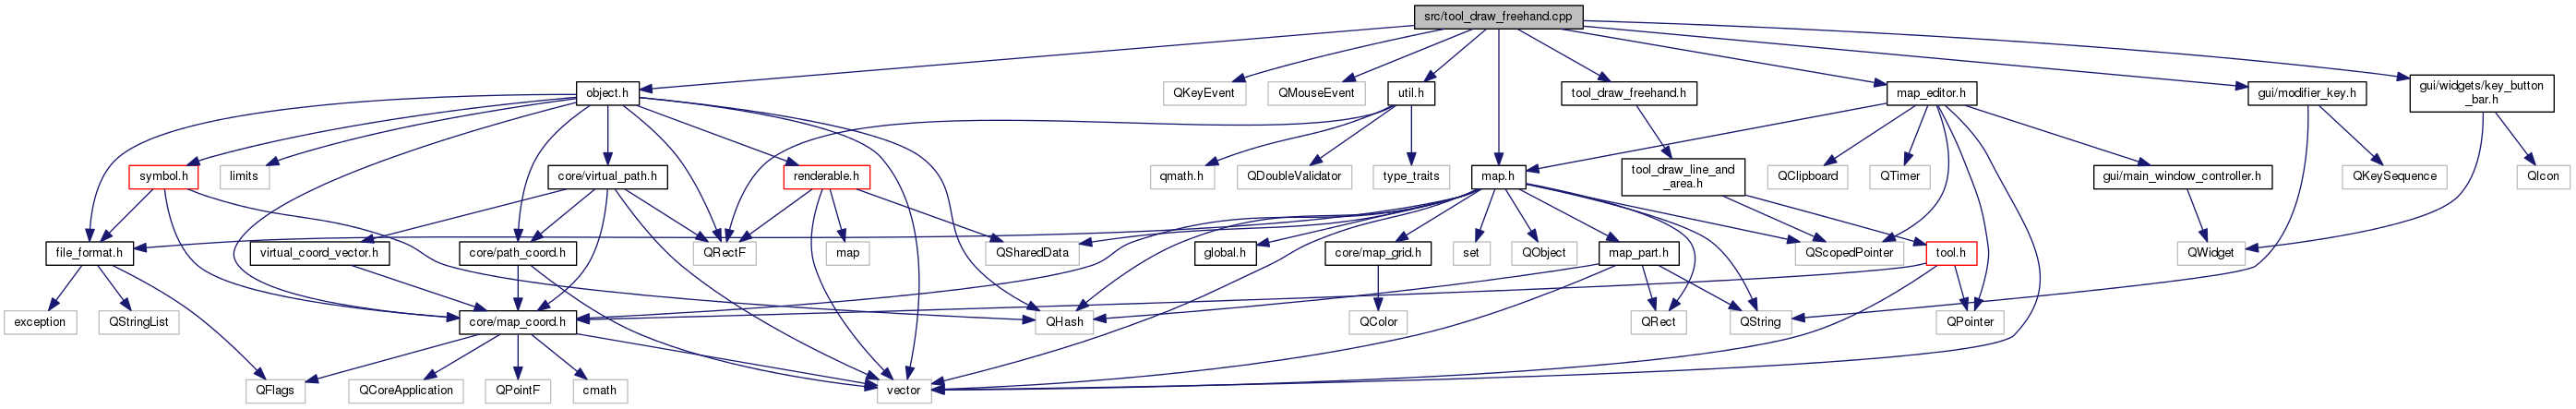 src/tool_draw_freehand.cpp
object.h
QKeyEvent
QMouseEvent
util.h
tool_draw_freehand.h
map_editor.h
gui/modifier_key.h
gui/widgets/key_button
_bar.h
symbol.h
limits
core/virtual_path.h
renderable.h
qmath.h
QDoubleValidator
type_traits
map.h
tool_draw_line_and
_area.h
QClipboard
QTimer
gui/main_window_controller.h
QKeySequence
QIcon
file_format.h
virtual_coord_vector.h
core/path_coord.h
QRectF
map
QSharedData
global.h
core/map_grid.h
set
QObject
map_part.h
QScopedPointer
tool.h
QWidget
exception
QStringList
core/map_coord.h
QHash
QColor
QRect
QString
QPointer
QFlags
QCoreApplication
QPointF
cmath
vector